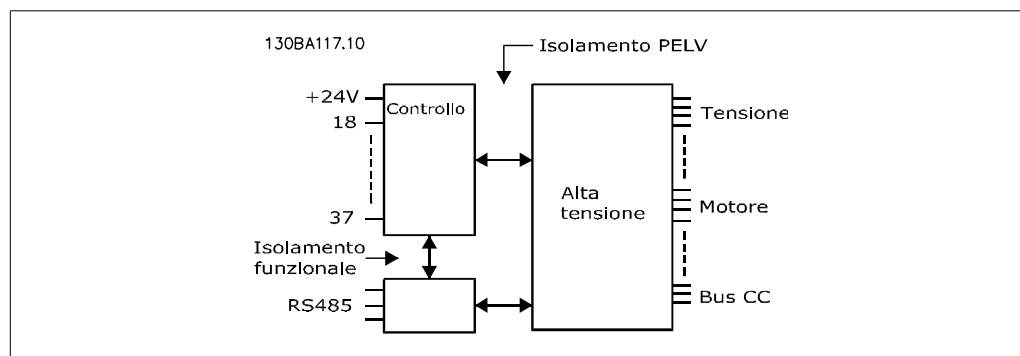 130BA117.10
Isolamento PELV
+24V
Controllo
18
37
Isolamento
funzionale
RS485
Alta
tensione
Tensione
Motore
Bus CC